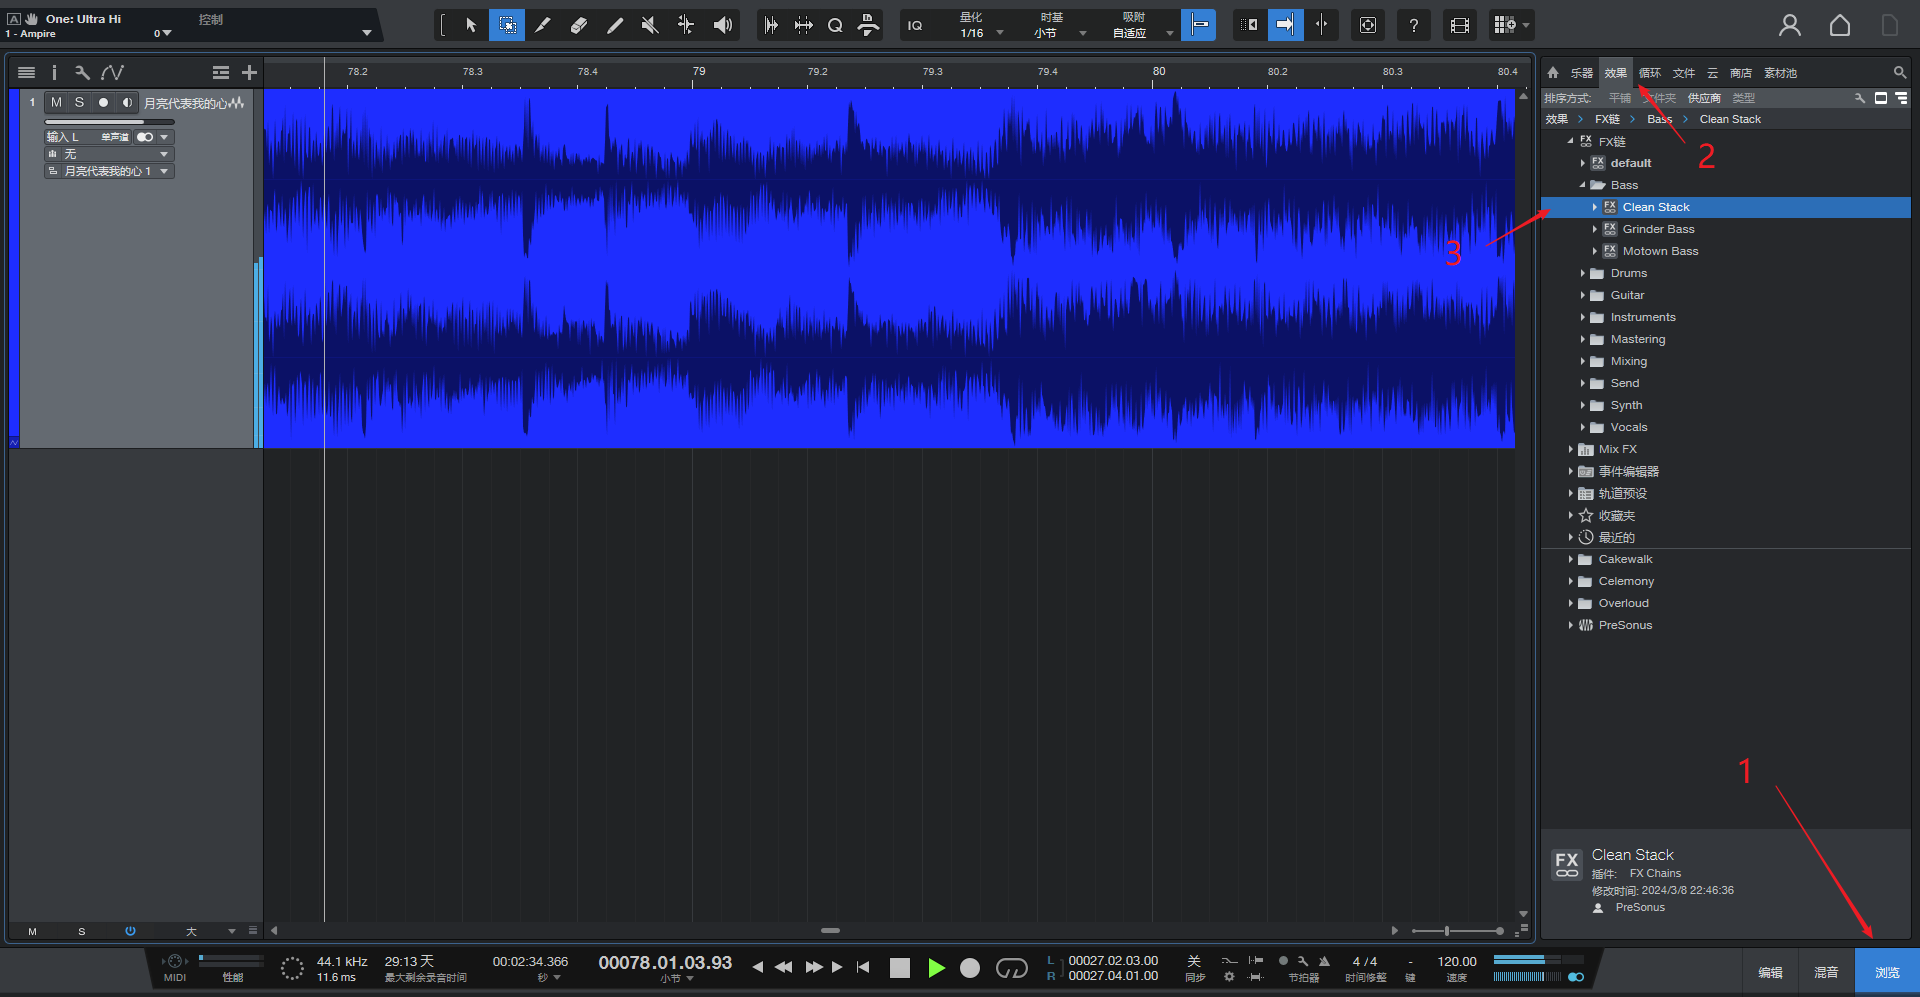 A One: Ultra Hi 控制
1 - Ampire 0
IQ
量化
1/16
时基
小节
吸附
自适应
?
78.2 78.3 78.4 79 79.2 79.3 79.4 80 80.2 80.3 80.4
1 M S 月亮代表我的心
输入 L 单声道
无
月亮代表我的心 1
乐器 效果 循环 文件 云 商店 素材池
排序方式: 平铺 文件夹 供应商 类型
效果 > FX链 > Bass > Clean Stack
2
FX链
default
Bass
Clean Stack
3
Grinder Bass
Motown Bass
Drums
Guitar
Instruments
Mastering
Mixing
Send
Synth
Vocals
Mix FX
事件编辑器
轨道预设
收藏夹
最近的
Cakewalk
Celemony
Overloud
PreSonus
1
FX
Clean Stack
插件: FX Chains
修改时间: 2024/3/8 22:46:36
PreSonus
M S 大
MIDI
性能
44.1 kHz
11.6 ms
29:13 天
最大剩余录音时间
00:02:34.366
秒
00078.01.03.93
小节
L 00027.02.03.00
R 00027.04.01.00
关
同步
节拍器
时间修整
4 / 4
-
键
120.00
速度
编辑 混音 浏览